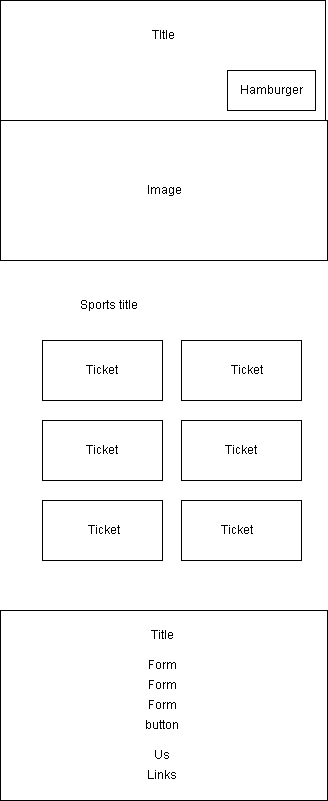 TItle
Hamburger
Image
Sports title
Ticket
Ticket
Ticket
Ticket
Ticket
Ticket
Title
Form
Form
Form
button
Us
Links